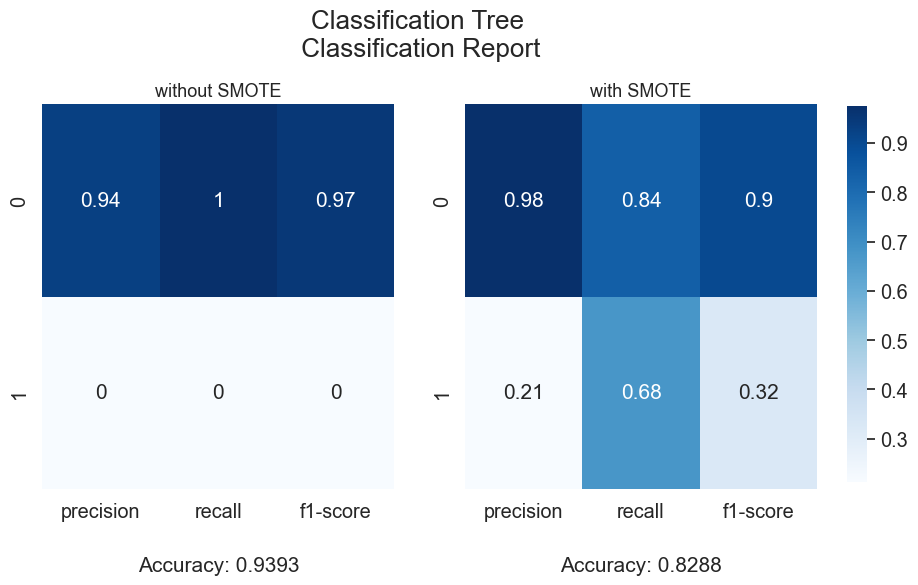 Classification Tree
Classification Report
without SMOTE
0
0.94 1 0.97
1
0 0 0
precision recall f1-score
Accuracy: 0.9393
with SMOTE
0
0.98 0.84 0.9
1
0.21 0.68 0.32
precision recall f1-score
Accuracy: 0.8288
0.9
0.8
0.7
0.6
0.5
0.4
0.3